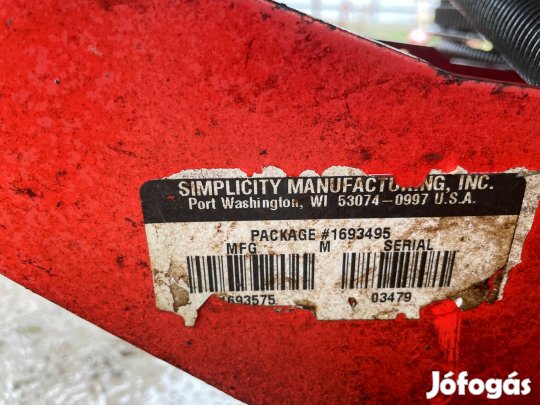 SIMPLICITY MANUFACTURING, INC.
Port Washington, WI 53074-0997 U.S.A.
PACKAGE #1693495
MFG M SERIAL
1693575 03479
Jófogás